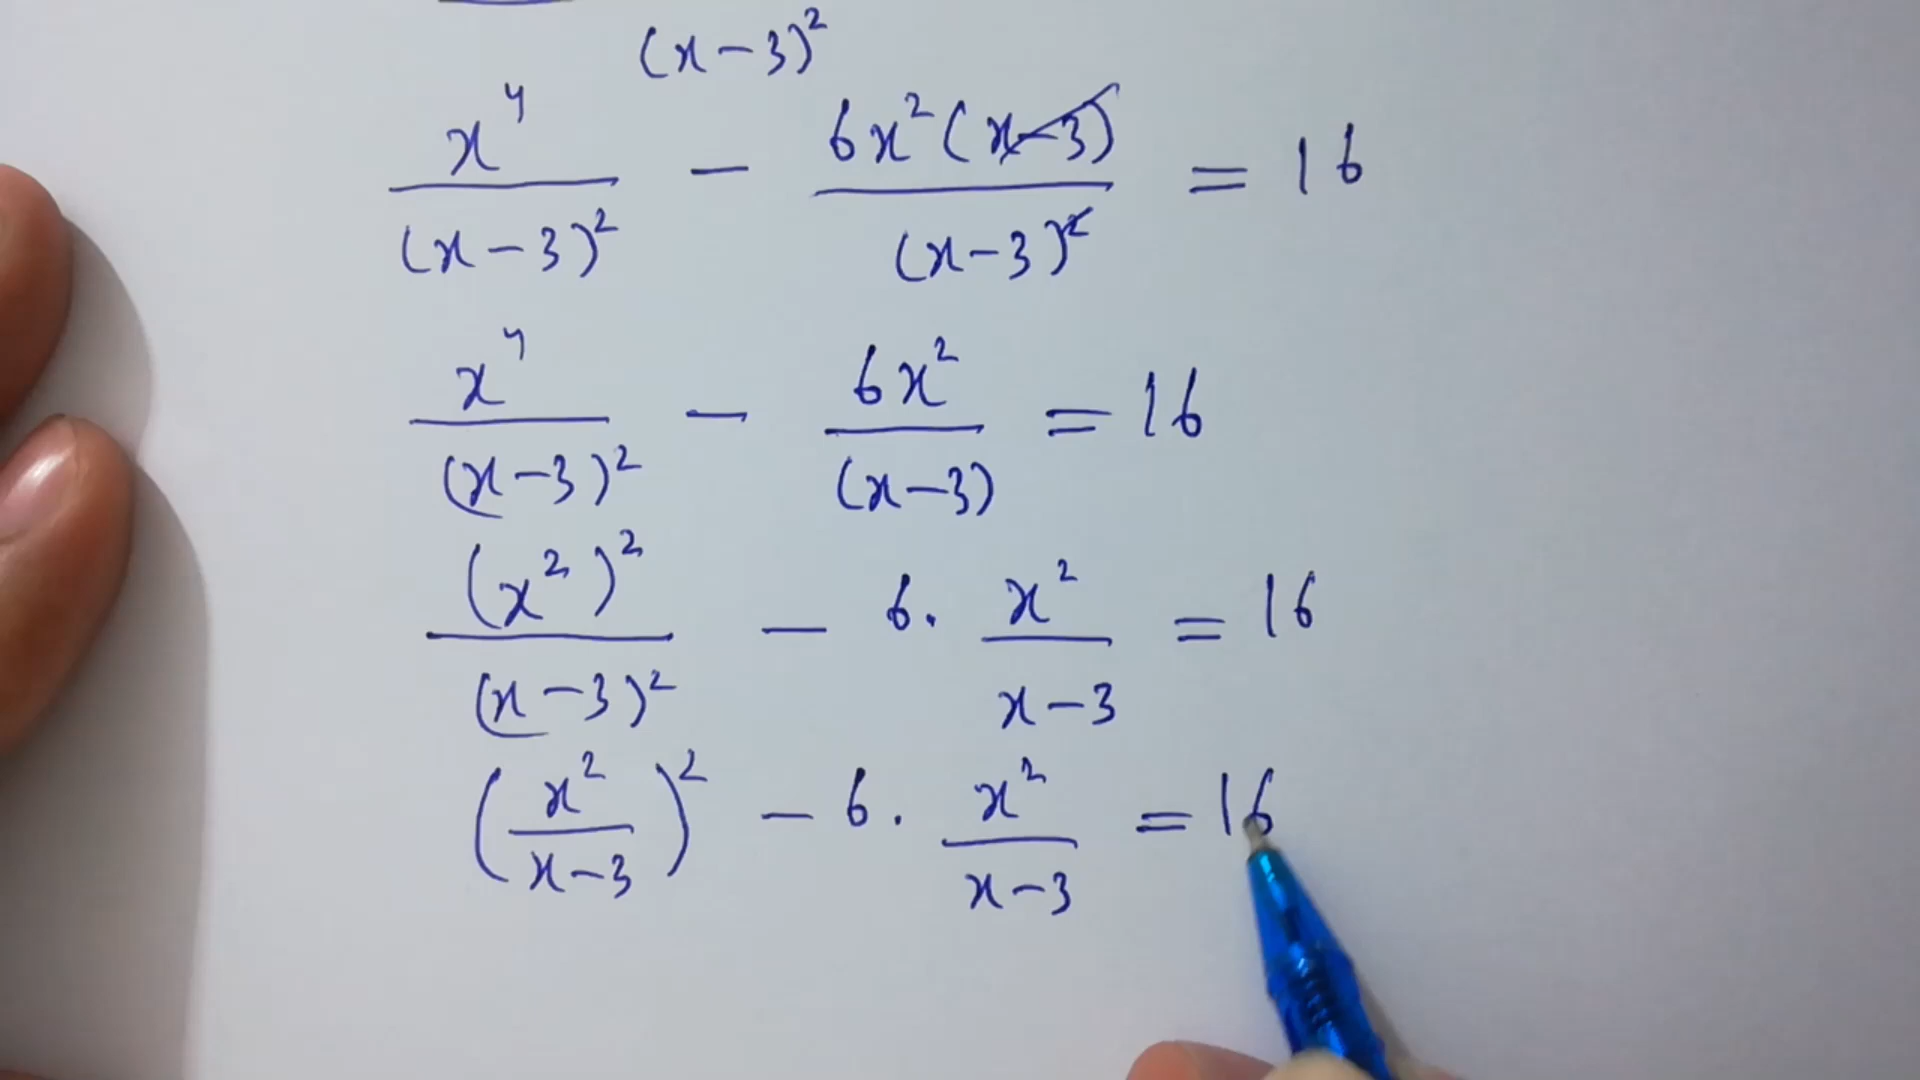 (x-3)²
x⁴/(x-3)² - 6x²(x-3)/(x-3)² = 16
x⁴/(x-3)² - 6x²/(x-3) = 16
(x²)²/(x-3)² - 6. x²/x-3 = 16
(x²/x-3)² - 6. x²/x-3 = 16